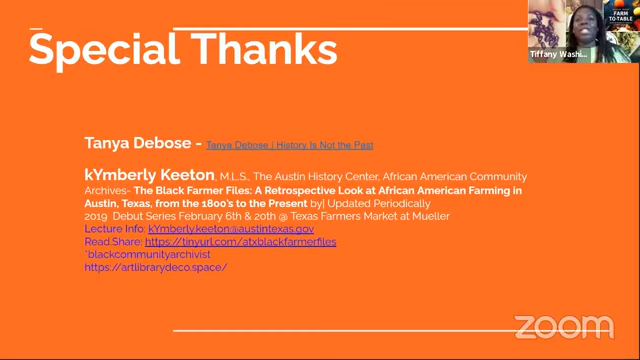 Special Thanks
FARM
TO-TABLE
Tiffany Washi...
Tanya Debose - Tanya Debose | History Is Not the Past
kYmberly Keeton, M.L.S., The Austin History Center, African American Community
Archives- The Black Farmer Files: A Retrospective Look at African American Farming in
Austin, Texas, from the 1800's to the Present by| Updated Periodically
2019 Debut Series February 6th & 20th @ Texas Farmers Market at Mueller
Lecture Info: kYmberly.keeton@austintexas.gov
Read.Share: https://tinyurl.com/atxblackfarmerfiles
*blackcommunityarchivist
https://artlibrarydeco.space/
zoom